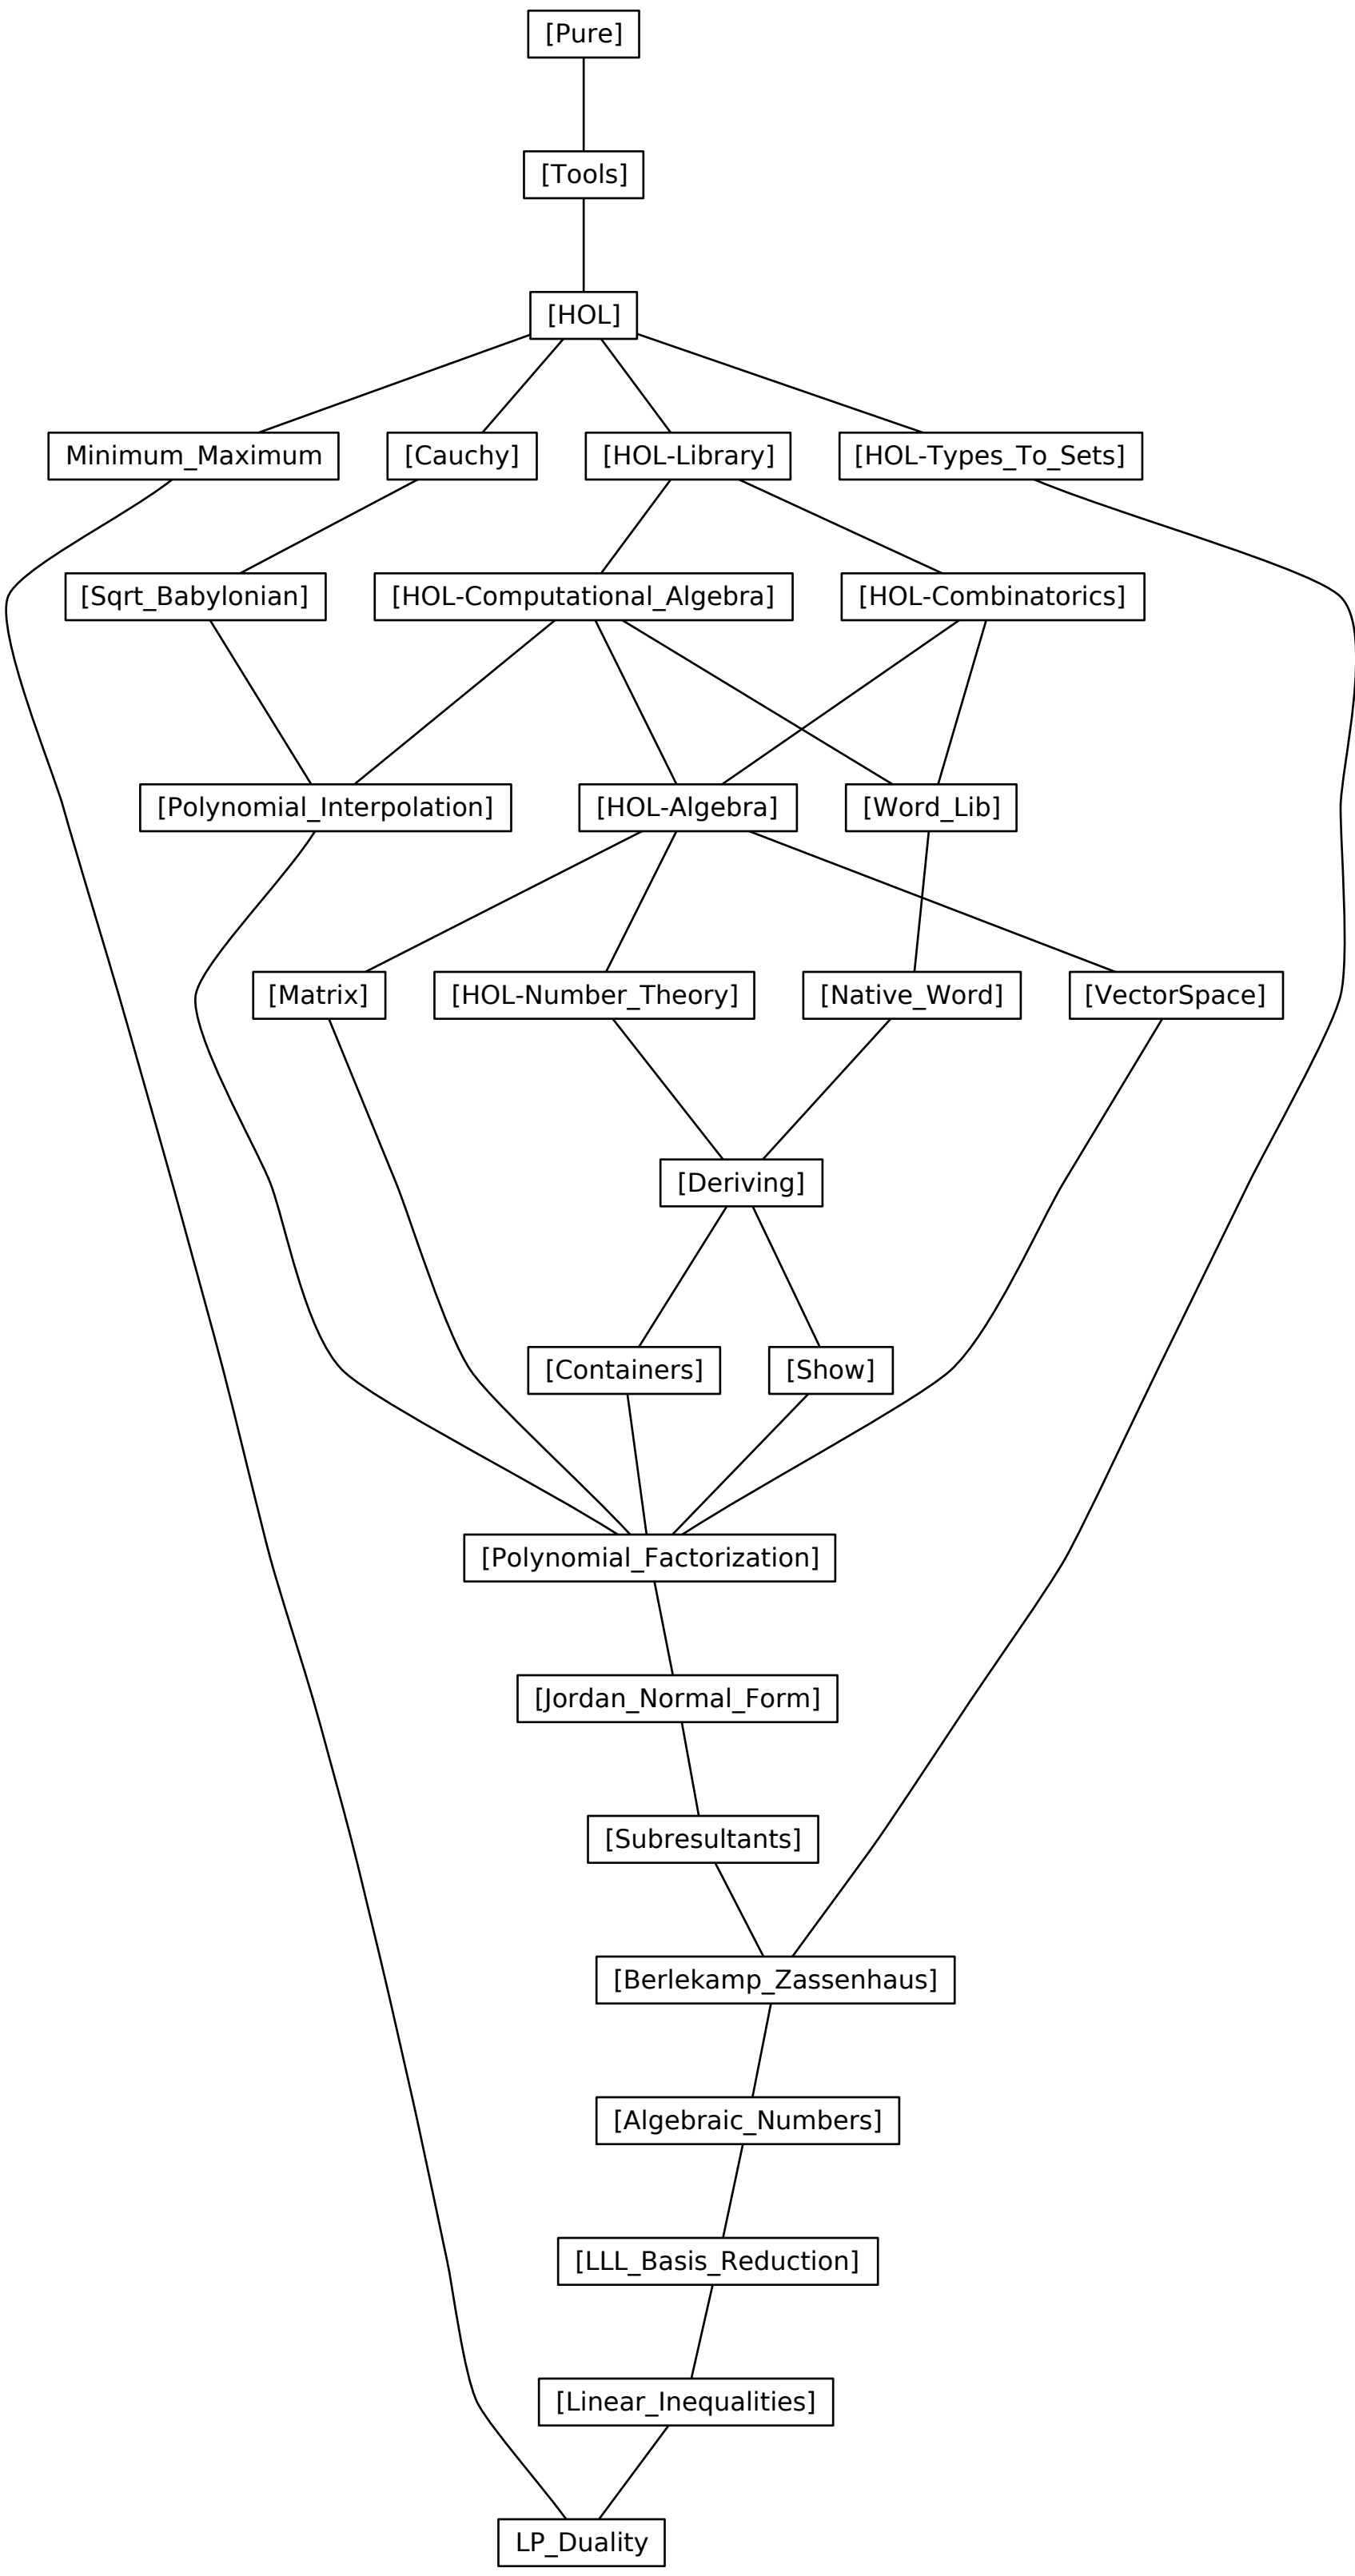 [Pure]
[Tools]
[HOL]
Minimum_Maximum
[Cauchy]
[HOL-Library]
[HOL-Types_To_Sets]
[Sqrt_Babylonian]
[HOL-Computational_Algebra]
[HOL-Combinatorics]
[Polynomial_Interpolation]
[HOL-Algebra]
[Word_Lib]
[Matrix]
[HOL-Number_Theory]
[Native_Word]
[VectorSpace]
[Deriving]
[Containers]
[Show]
[Polynomial_Factorization]
[Jordan_Normal_Form]
[Subresultants]
[Berlekamp_Zassenhaus]
[Algebraic_Numbers]
[LLL_Basis_Reduction]
[Linear_Inequalities]
LP_Duality